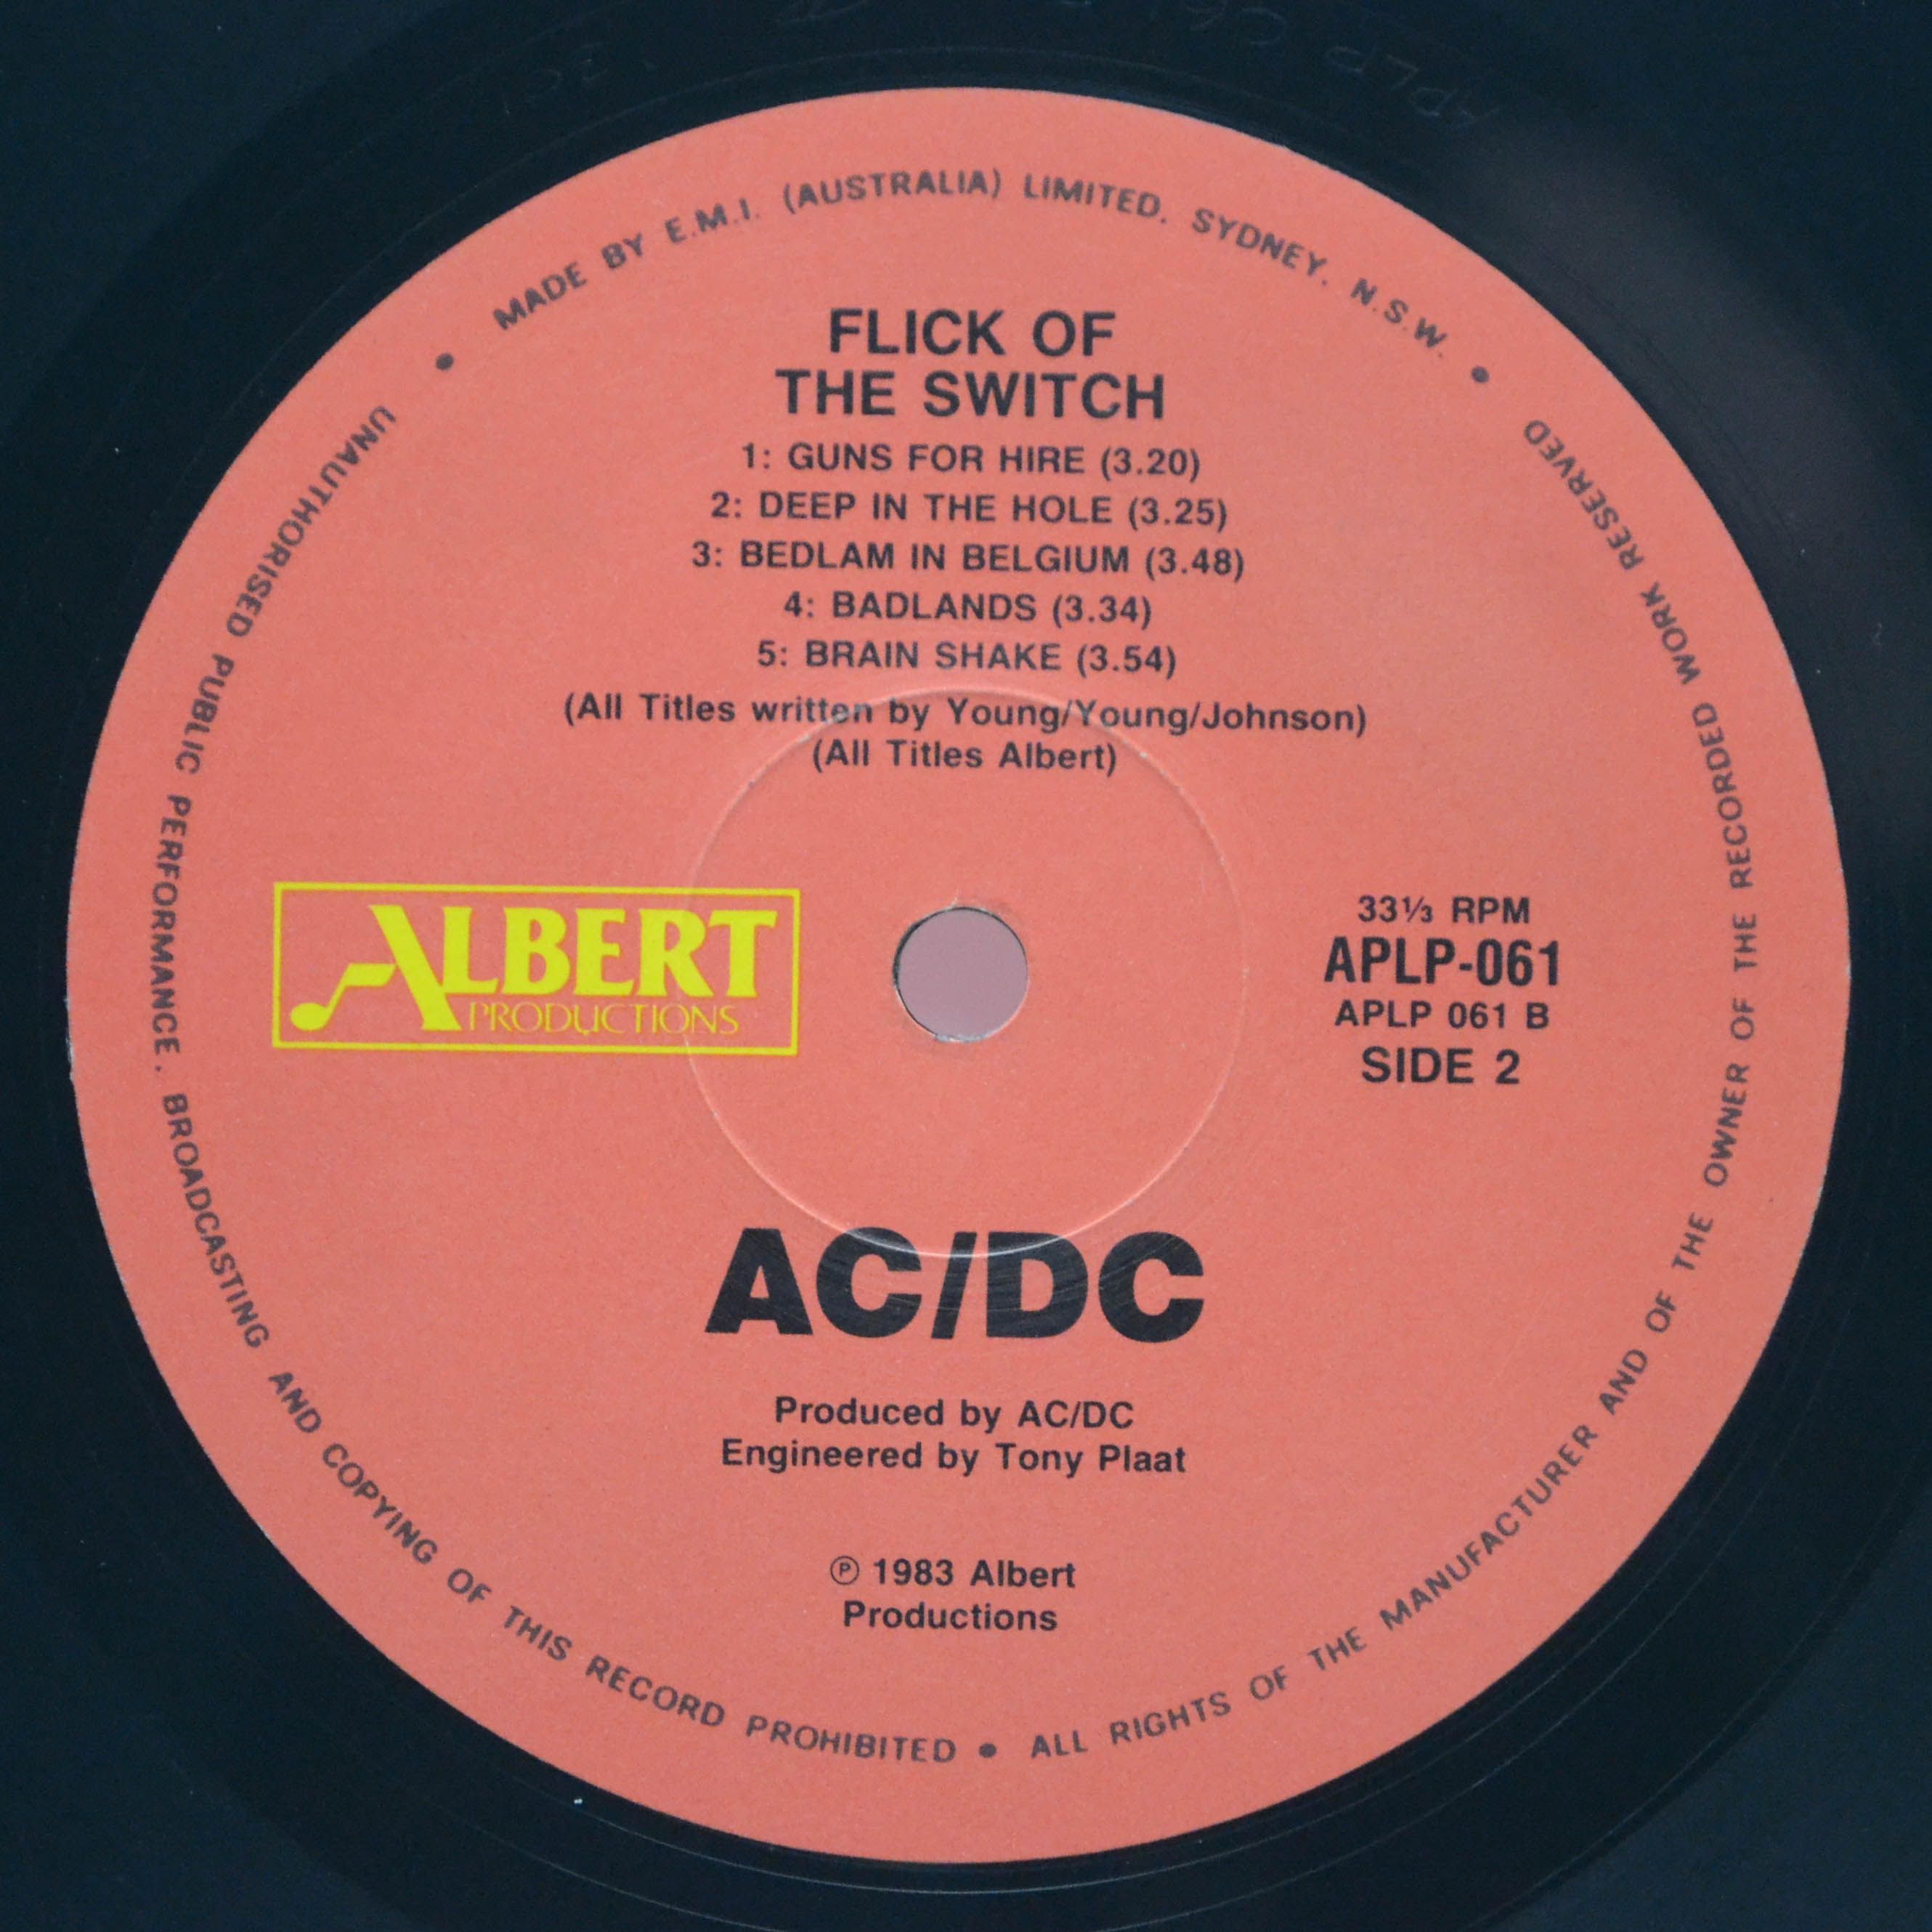 MADE BY E.M.I. (AUSTRALIA) LIMITED. SYDNEY. N.S.W. •
FLICK OF
THE SWITCH
1: GUNS FOR HIRE (3.20)
2: DEEP IN THE HOLE (3.25)
3: BEDLAM IN BELGIUM (3.48)
4: BADLANDS (3.34)
5: BRAIN SHAKE (3.54)
(All Titles written by Young/Young/Johnson)
(All Titles Albert)
ALBERT
PRODUCTIONS
33⅓ RPM
APLP-061
APLP 061 B
SIDE 2
AC/DC
Produced by AC/DC
Engineered by Tony Plaat
℗ 1983 Albert
Productions
UNAUTHORISED PUBLIC PERFORMANCE. BROADCASTING AND COPYING OF THIS RECORD PROHIBITED • ALL RIGHTS OF THE MANUFACTURER AND OF THE OWNER OF THE RECORDED WORK RESERVED •